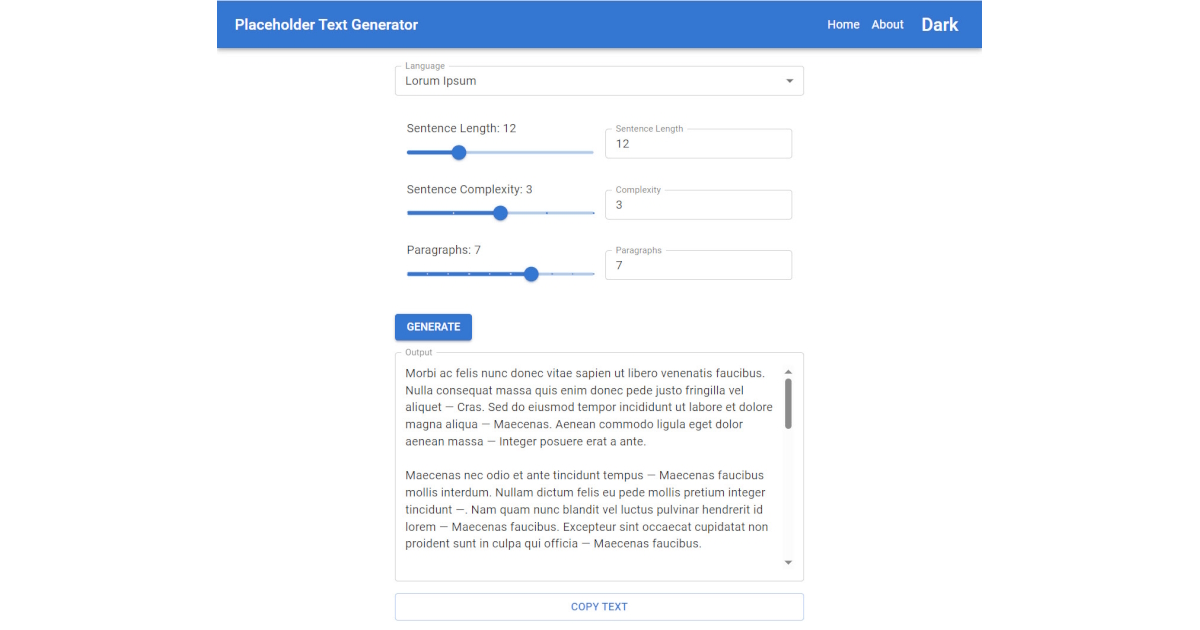 Placeholder Text Generator
Home About Dark
Language
Lorum Ipsum
Sentence Length: 12
Sentence Length
12
Sentence Complexity: 3
Complexity
3
Paragraphs: 7
Paragraphs
7
GENERATE
Output
Morbi ac felis nunc donec vitae sapien ut libero venenatis faucibus.
Nulla consequat massa quis enim donec pede justo fringilla vel
aliquet — Cras. Sed do eiusmod tempor incididunt ut labore et dolore
magna aliqua — Maecenas. Aenean commodo ligula eget dolor
aenean massa — Integer posuere erat a ante.
Maecenas nec odio et ante tincidunt tempus — Maecenas faucibus
mollis interdum. Nullam dictum felis eu pede mollis pretium integer
tincidunt —. Nam quam nunc blandit vel luctus pulvinar hendrerit id
lorem — Maecenas faucibus. Excepteur sint occaecat cupidatat non
proident sunt in culpa qui officia — Maecenas faucibus.
COPY TEXT